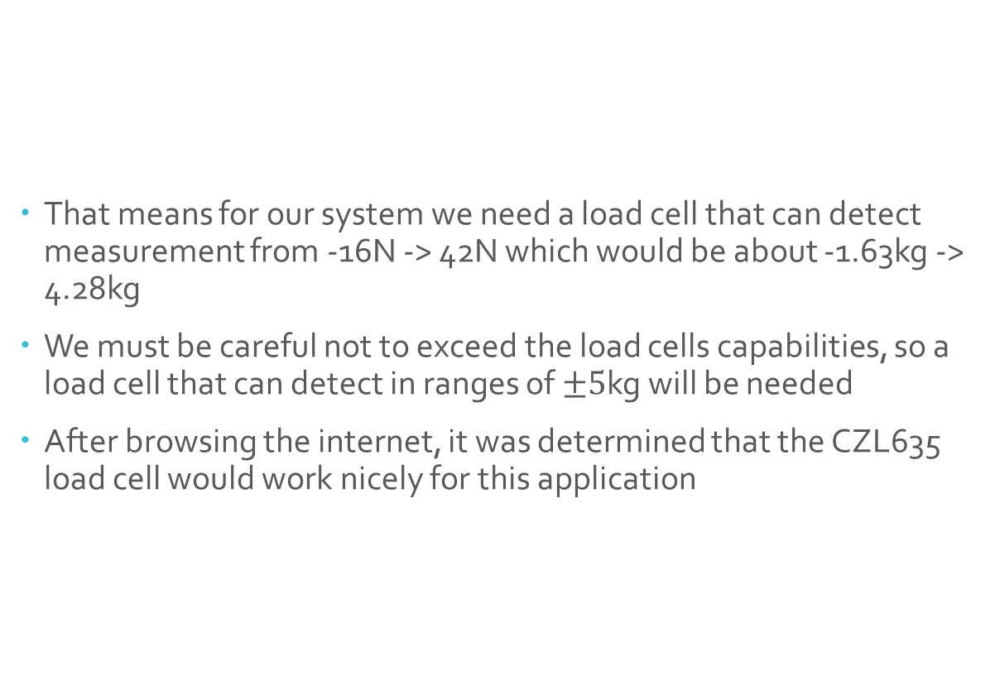 • That means for our system we need a load cell that can detect
measurement from -16N -> 42N which would be about -1.63kg ->
4.28kg
• We must be careful not to exceed the load cells capabilities, so a
load cell that can detect in ranges of ±5kg will be needed
• After browsing the internet, it was determined that the CZL635
load cell would work nicely for this application